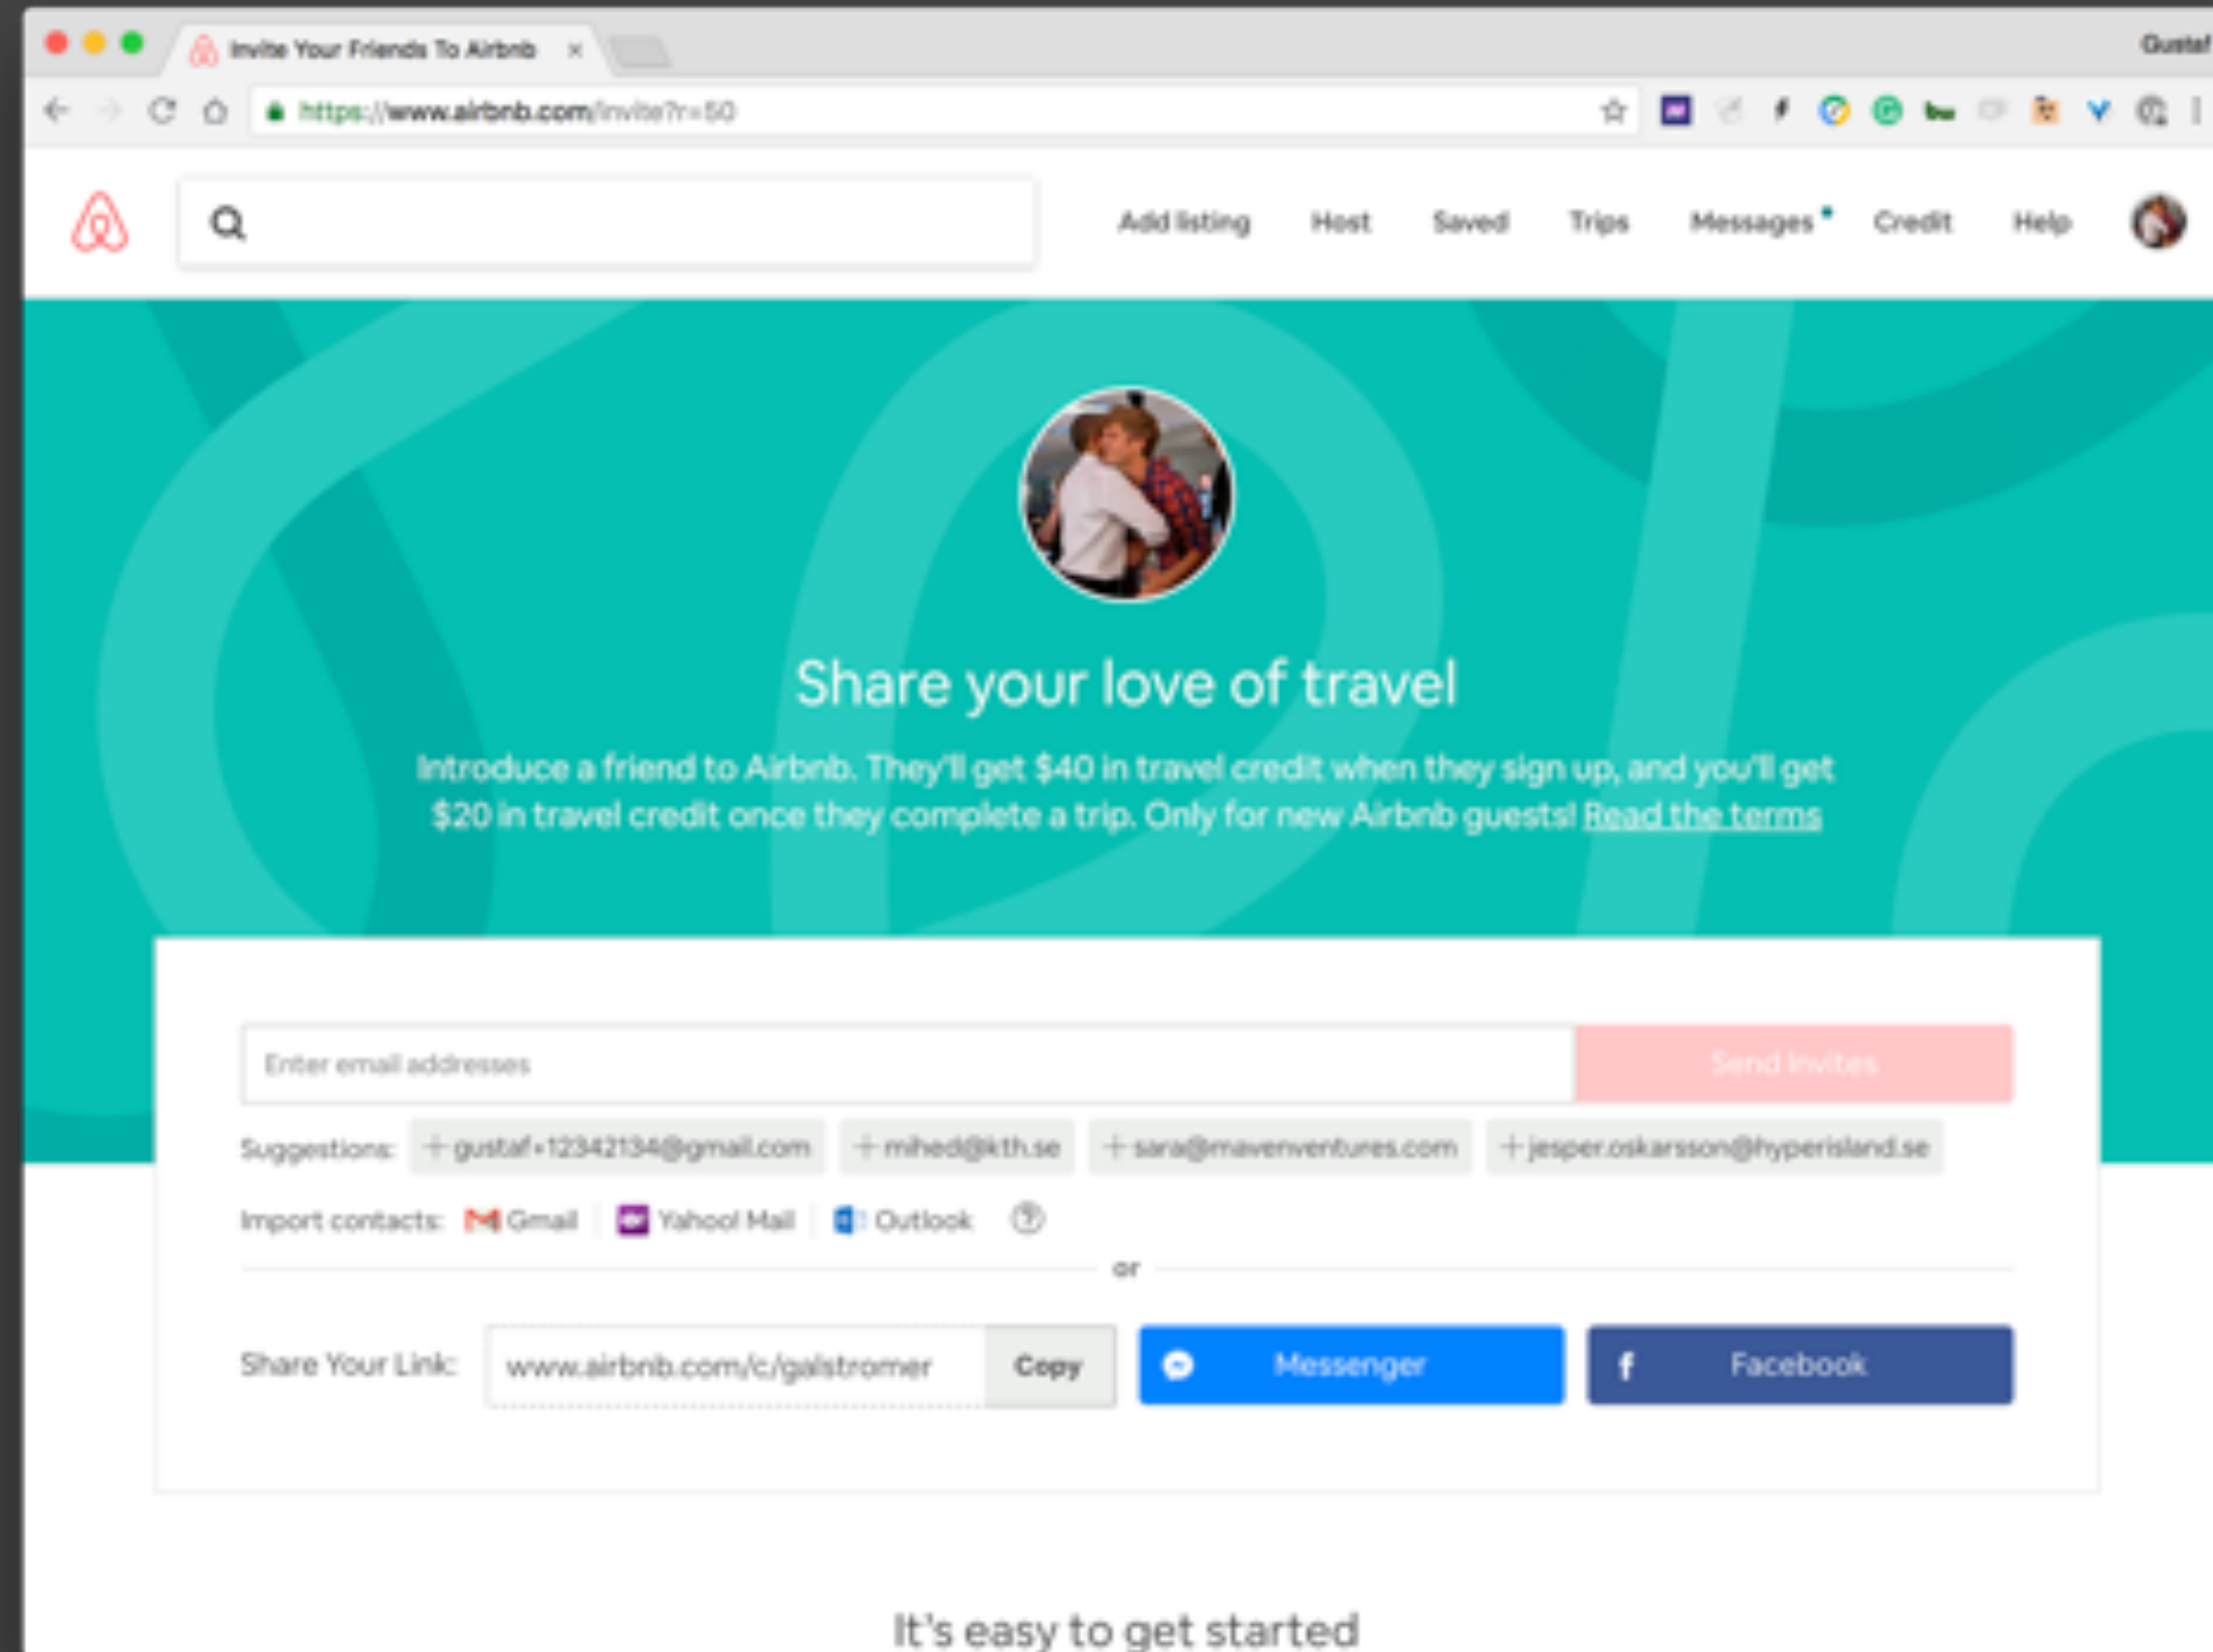 Invite Your Friends To Airbnb
Gustaf
https://www.airbnb.com/invite?r=50
Add listing Host Saved Trips Messages Credit Help
Share your love of travel
Introduce a friend to Airbnb. They'll get $40 in travel credit when they sign up, and you'll get
$20 in travel credit once they complete a trip. Only for new Airbnb guests! Read the terms
Enter email addresses Send Invites
Suggestions: +gustaf+12342134@gmail.com +mihed@kth.se +sara@mavenventures.com +jesper.oskarsson@hyperisland.se
Import contacts: Gmail Yahoo! Mail Outlook ?
or
Share Your Link: www.airbnb.com/c/galstromer Copy Messenger Facebook
It's easy to get started